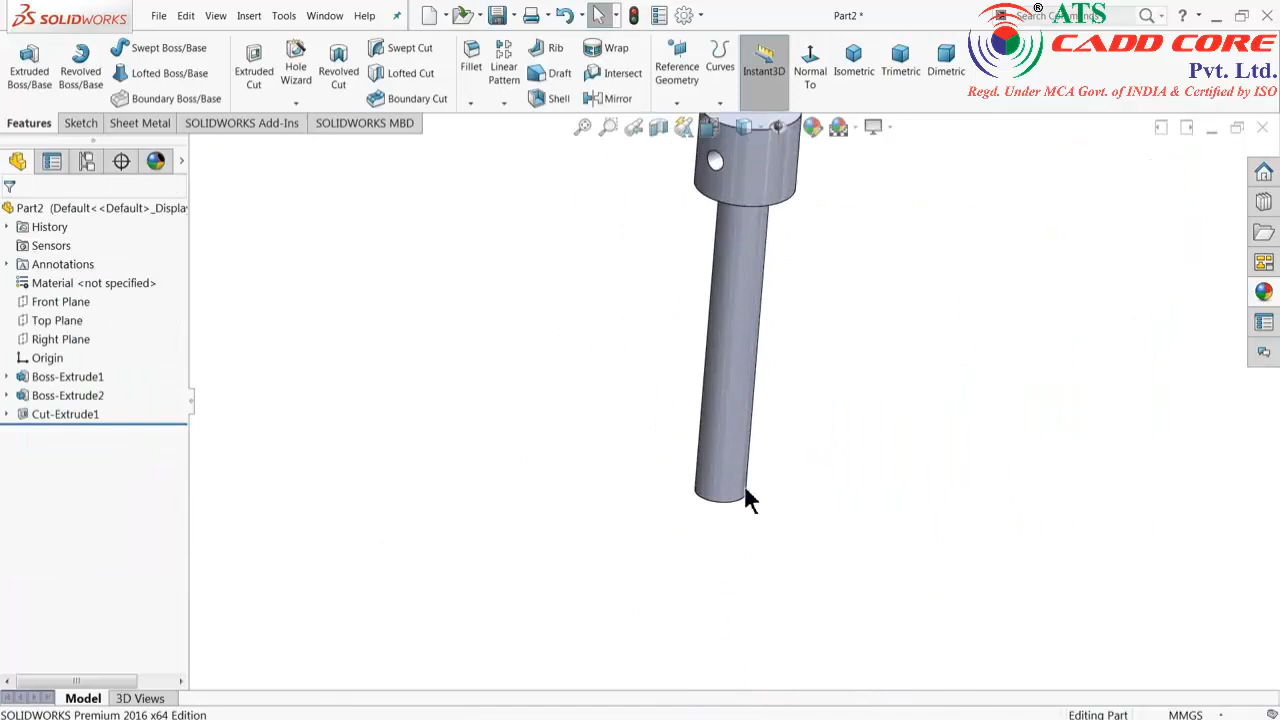 SOLIDWORKS
File
Edit
View
Insert
Tools
Window
Help
Part2 *
Search Commands
ATS
CADD CORE
Pvt. Ltd.
Regd. Under MCA Govt. of INDIA & Certified by ISO
Extruded Boss/Base
Revolved Boss/Base
Swept Boss/Base
Lofted Boss/Base
Boundary Boss/Base
Extruded Cut
Hole Wizard
Revolved Cut
Swept Cut
Lofted Cut
Boundary Cut
Fillet
Linear Pattern
Rib
Draft
Shell
Wrap
Intersect
Mirror
Reference Geometry
Curves
Instant3D
Normal To
Isometric
Trimetric
Dimetric
Features
Sketch
Sheet Metal
SOLIDWORKS Add-Ins
SOLIDWORKS MBD
Part2 (Default<<Default>_Displa
History
Sensors
Annotations
Material <not specified>
Front Plane
Top Plane
Right Plane
Origin
Boss-Extrude1
Boss-Extrude2
Cut-Extrude1
Model
3D Views
SOLIDWORKS Premium 2016 x64 Edition
Editing Part
MMGS